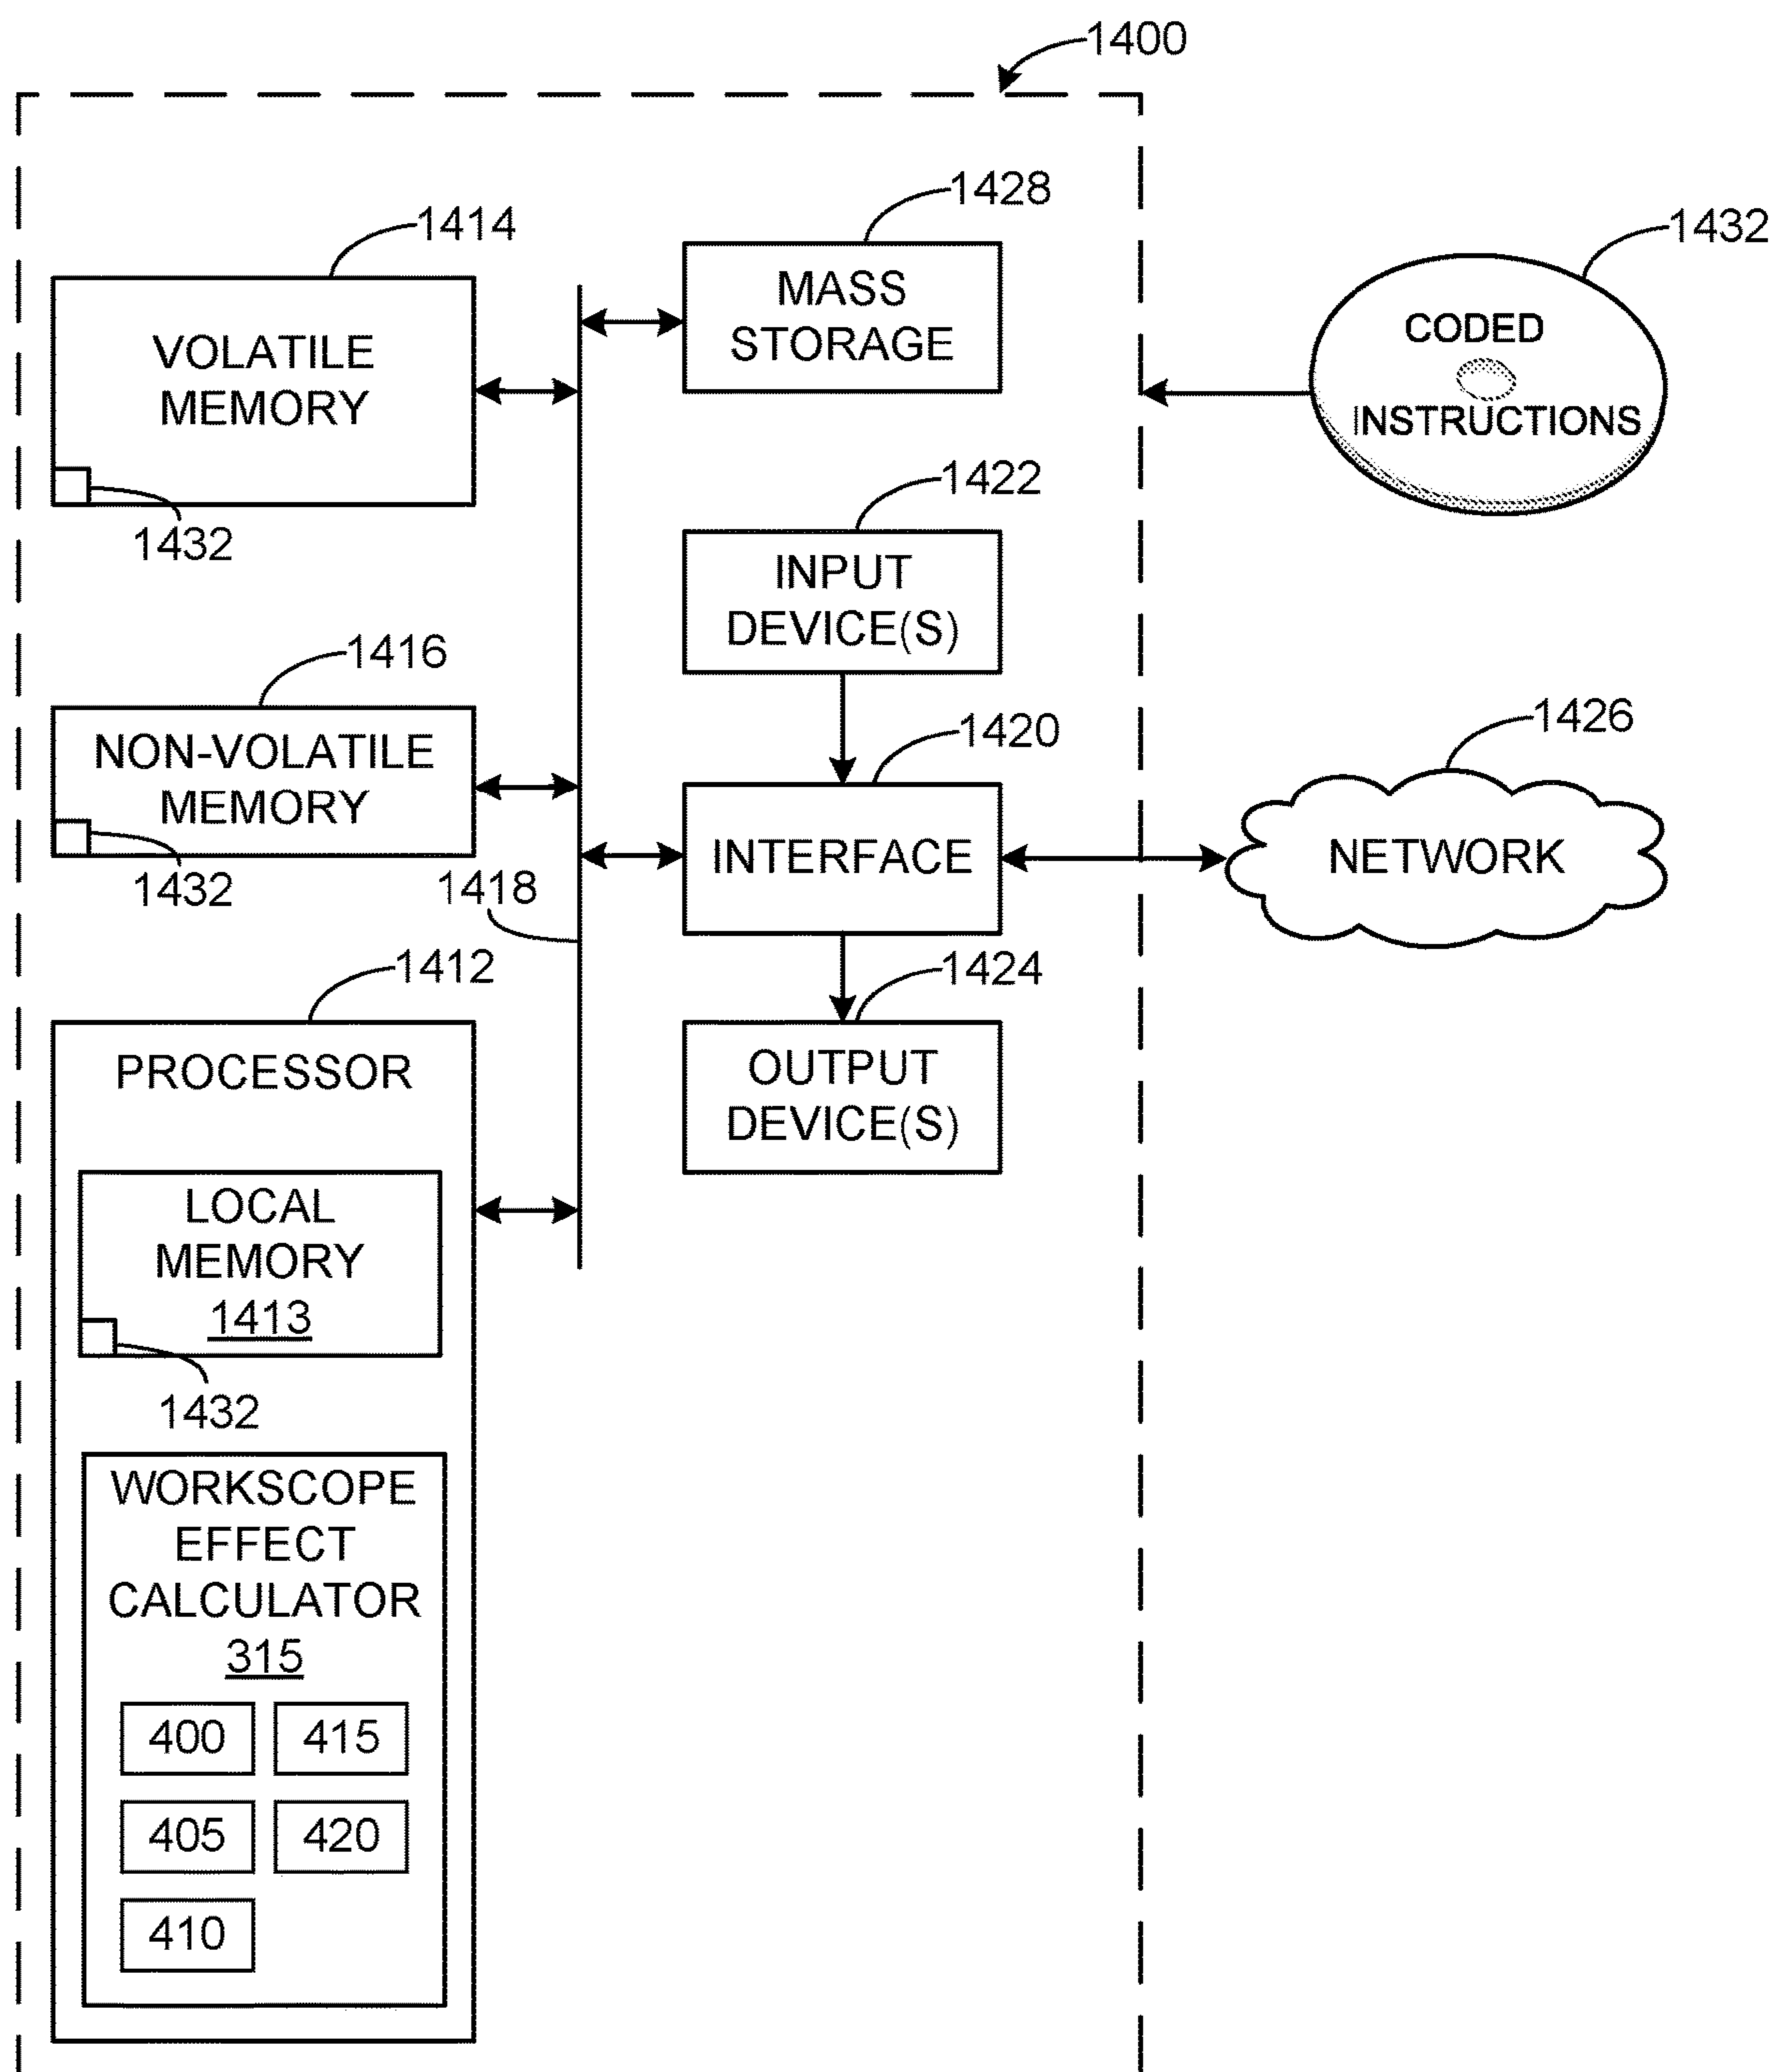 1400
1428
1414
1432
MASS
STORAGE
VOLATILE
MEMORY
CODED
INSTRUCTIONS
1432
1422
INPUT
DEVICE(S)
1416
1420
1426
NON-VOLATILE
MEMORY
INTERFACE
NETWORK
1432
1418
1412
1424
PROCESSOR
OUTPUT
DEVICE(S)
LOCAL
MEMORY
1413
1432
WORKSCOPE
EFFECT
CALCULATOR
315
400 415
405 420
410